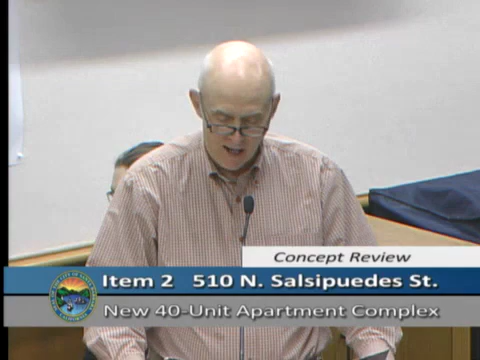 Concept Review
Item 2 510 N. Salsipuedes St.
New 40-Unit Apartment Complex